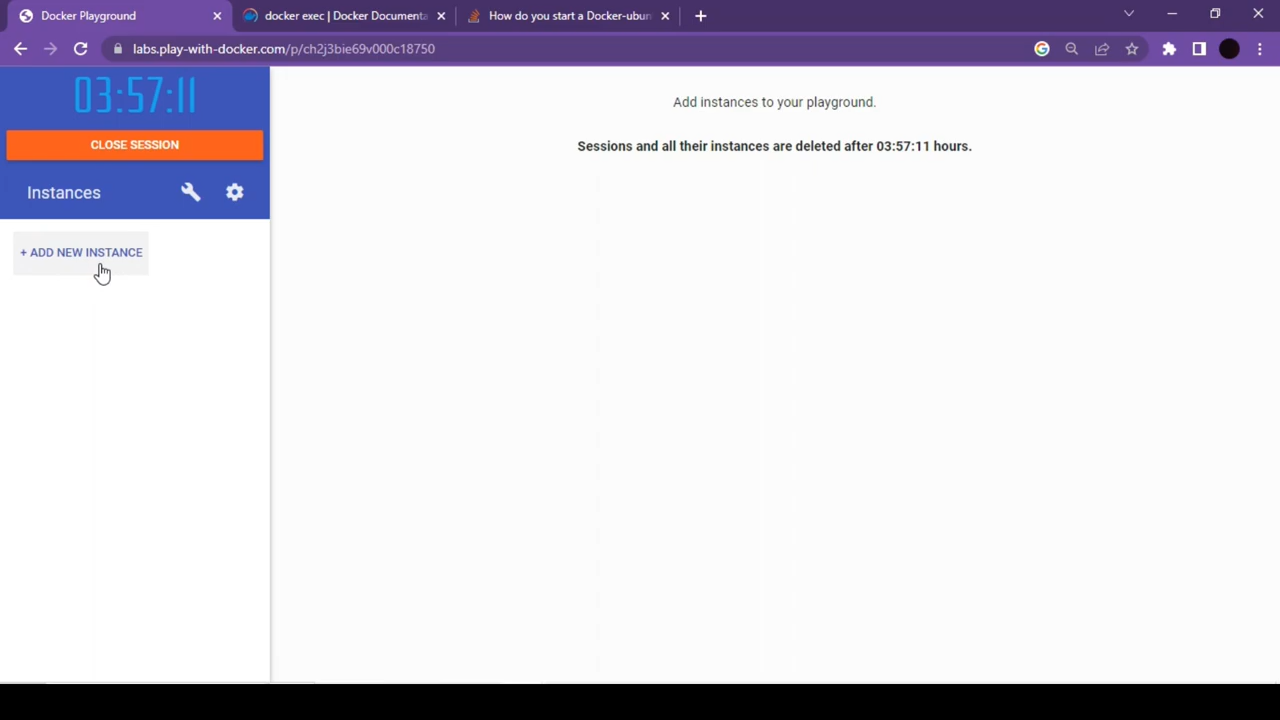 Docker Playground
docker exec | Docker Documenta
How do you start a Docker-ubun
labs.play-with-docker.com/p/ch2j3bie69v000c18750
03:57:11
CLOSE SESSION
Instances
+ ADD NEW INSTANCE
Add instances to your playground.
Sessions and all their instances are deleted after 03:57:11 hours.